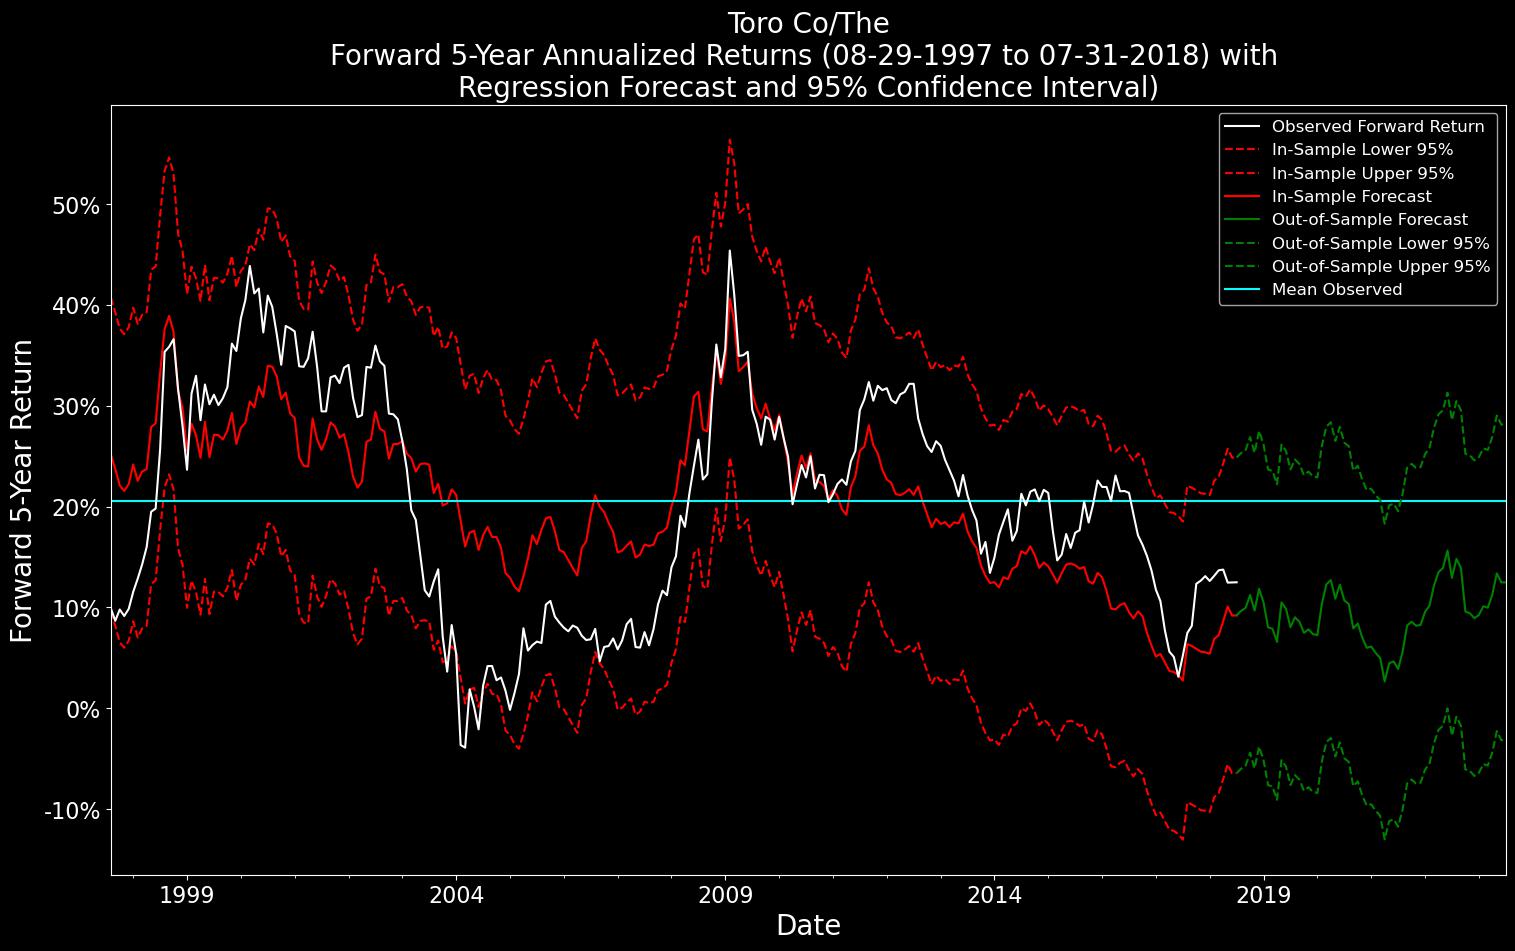 Toro Co/The
Forward 5-Year Annualized Returns (08-29-1997 to 07-31-2018) with
Regression Forecast and 95% Confidence Interval)
Observed Forward Return
In-Sample Lower 95%
In-Sample Upper 95%
In-Sample Forecast
Out-of-Sample Forecast
Out-of-Sample Lower 95%
Out-of-Sample Upper 95%
Mean Observed
Forward 5-Year Return
50%
40%
30%
20%
10%
0%
-10%
1999
2004
2009
2014
2019
Date